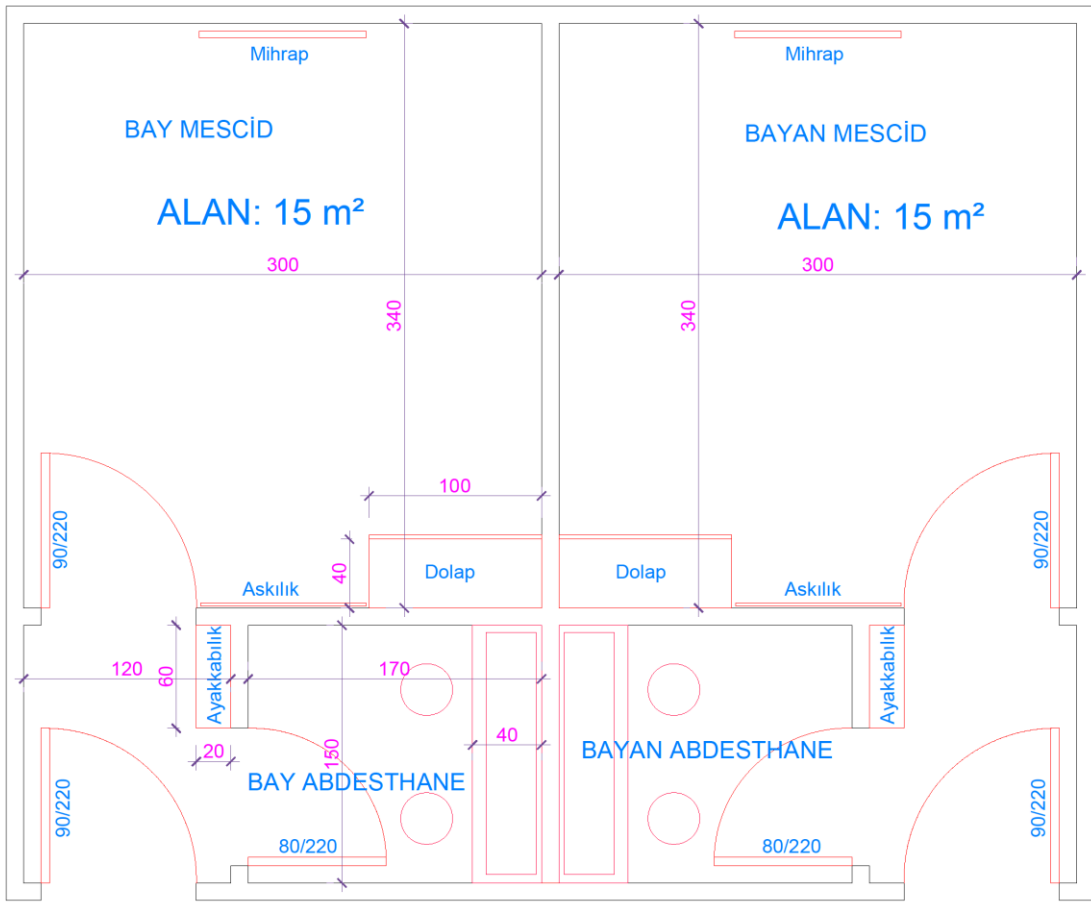 Mihrap
Mihrap
BAY MESCİD
BAYAN MESCİD
ALAN: 15 m²
ALAN: 15 m²
300
300
340
340
100
90/220
90/220
40
Dolap
Dolap
Askılık
Askılık
120
60
Ayakkabılık
170
Ayakkabılık
20
150
40
BAY ABDESTHANE
BAYAN ABDESTHANE
90/220
80/220
80/220
90/220